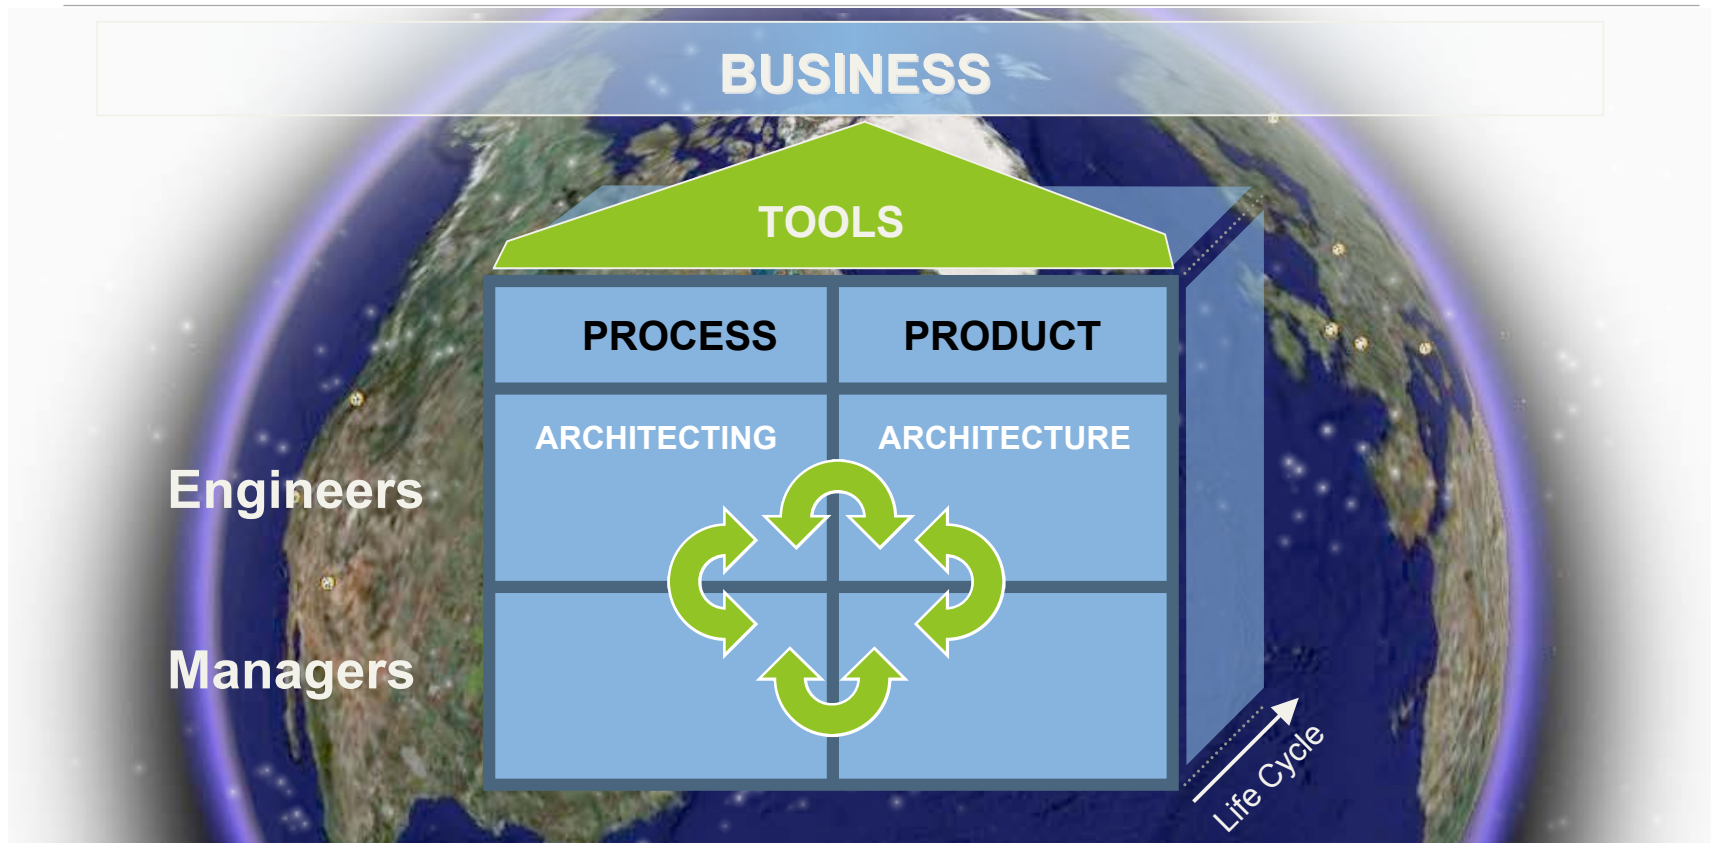 BUSINESS
TOOLS
PROCESS PRODUCT
ARCHITECTING ARCHITECTURE
Engineers
Managers
Life Cycle